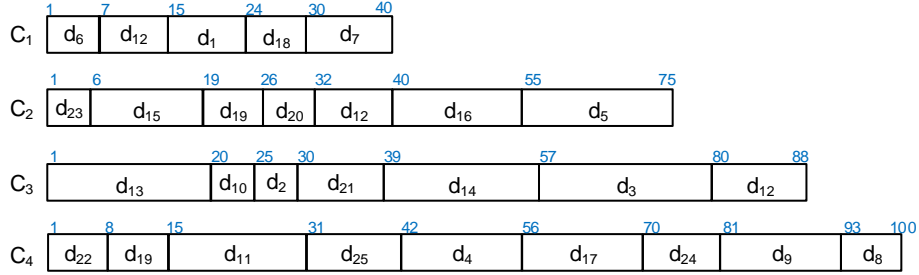 1 7 15 24 30 40
C₁ d₆ d₁₂ d₁ d₁₈ d₇
1 6 19 26 32 40 55 75
C₂ d₂₃ d₁₅ d₁₉ d₂₀ d₁₂ d₁₆ d₅
1 20 25 30 39 57 80 88
C₃ d₁₃ d₁₀ d₂ d₂₁ d₁₄ d₃ d₁₂
1 8 15 31 42 56 70 81 93 100
C₄ d₂₂ d₁₉ d₁₁ d₂₅ d₄ d₁₇ d₂₄ d₉ d₈